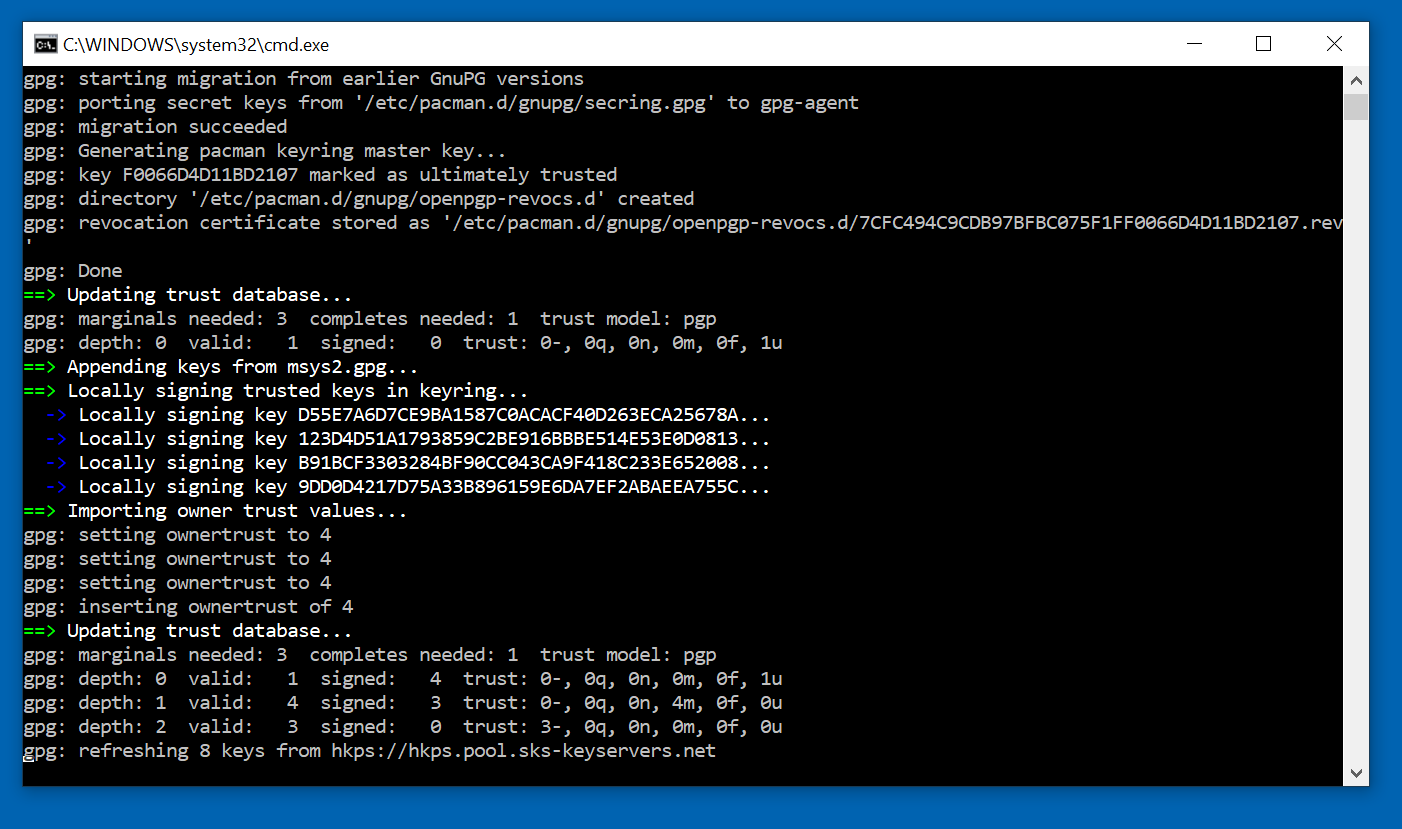 C:\WINDOWS\system32\cmd.exe
gpg: starting migration from earlier GnuPG versions
gpg: porting secret keys from '/etc/pacman.d/gnupg/secring.gpg' to gpg-agent
gpg: migration succeeded
gpg: Generating pacman keyring master key...
gpg: key F0066D4D11BD2107 marked as ultimately trusted
gpg: directory '/etc/pacman.d/gnupg/openpgp-revocs.d' created
gpg: revocation certificate stored as '/etc/pacman.d/gnupg/openpgp-revocs.d/7CFC494C9CDB97BFBC075F1FF0066D4D11BD2107.rev
'
gpg: Done
==> Updating trust database...
gpg: marginals needed: 3  completes needed: 1  trust model: pgp
gpg: depth: 0  valid:   1  signed:   0  trust: 0-, 0q, 0n, 0m, 0f, 1u
==> Appending keys from msys2.gpg...
==> Locally signing trusted keys in keyring...
  -> Locally signing key D55E7A6D7CE9BA1587C0ACACF40D263ECA25678A...
  -> Locally signing key 123D4D51A1793859C2BE916BBBE514E53E0D0813...
  -> Locally signing key B91BCF3303284BF90CC043CA9F418C233E652008...
  -> Locally signing key 9DD0D4217D75A33B896159E6DA7EF2ABAEEA755C...
==> Importing owner trust values...
gpg: setting ownertrust to 4
gpg: setting ownertrust to 4
gpg: setting ownertrust to 4
gpg: inserting ownertrust of 4
==> Updating trust database...
gpg: marginals needed: 3  completes needed: 1  trust model: pgp
gpg: depth: 0  valid:   1  signed:   4  trust: 0-, 0q, 0n, 0m, 0f, 1u
gpg: depth: 1  valid:   4  signed:   3  trust: 0-, 0q, 0n, 4m, 0f, 0u
gpg: depth: 2  valid:   3  signed:   0  trust: 3-, 0q, 0n, 0m, 0f, 0u
gpg: refreshing 8 keys from hkps://hkps.pool.sks-keyservers.net